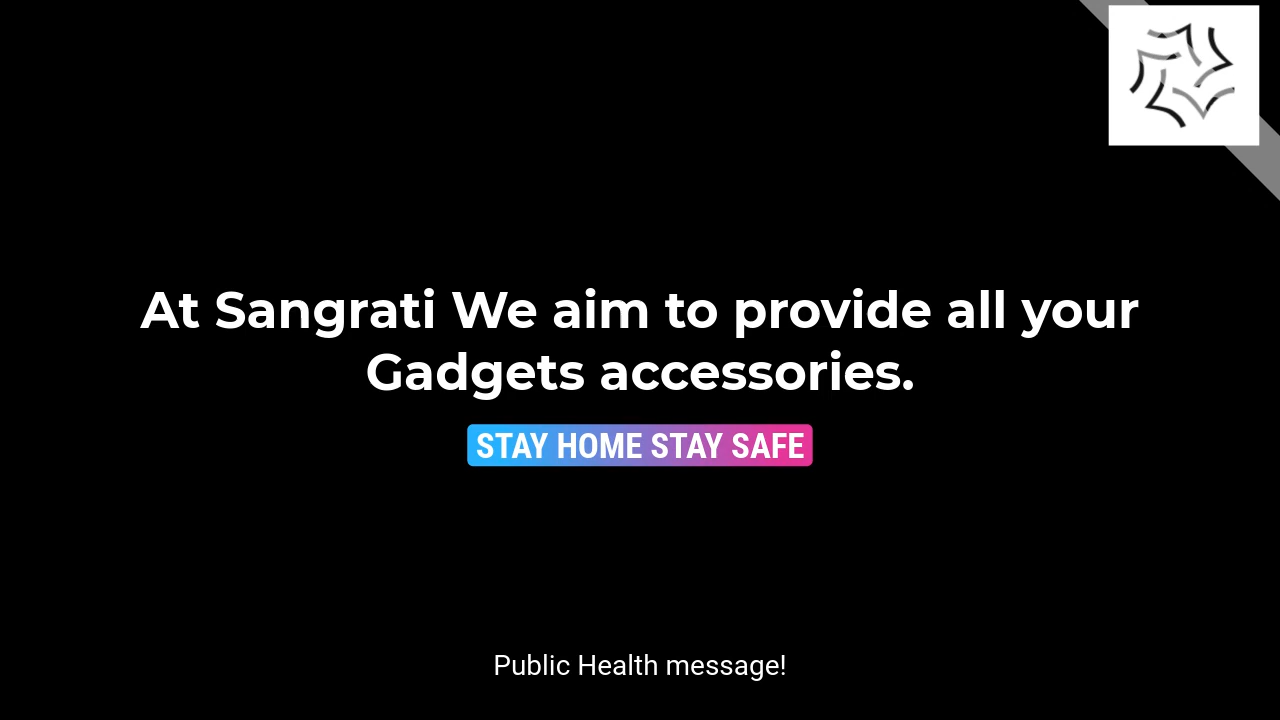 At Sangrati We aim to provide all your
Gadgets accessories.
STAY HOME STAY SAFE
Public Health message!